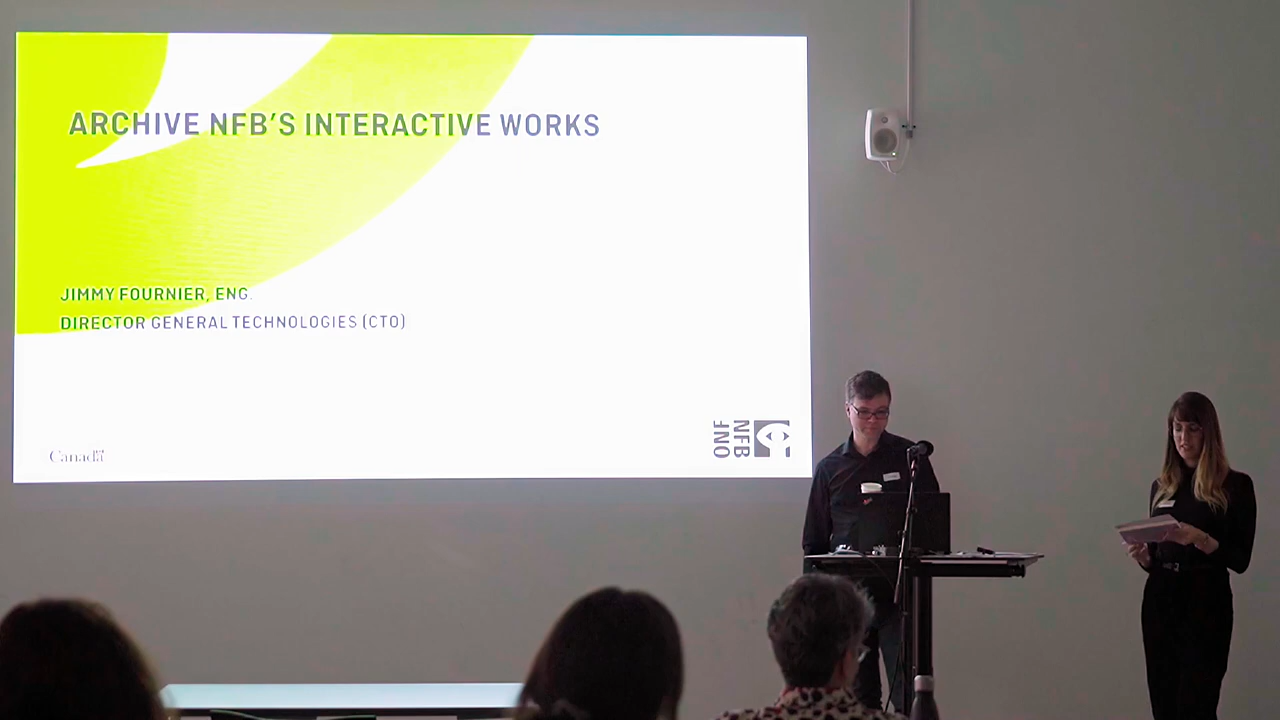 ARCHIVE NFB'S INTERACTIVE WORKS
JIMMY FOURNIER, ENG.
DIRECTOR GENERAL TECHNOLOGIES (CTO)
Canada
ONF
NFB